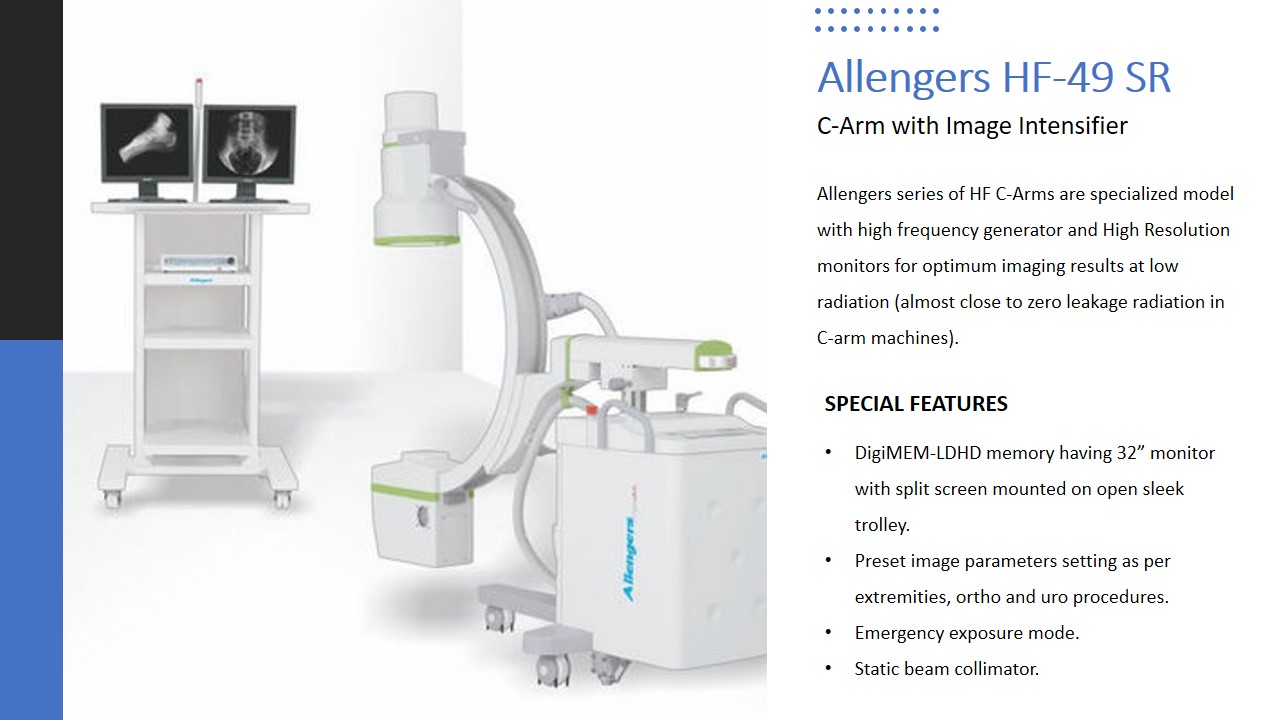 Allengers HF-49 SR
C-Arm with Image Intensifier
Allengers series of HF C-Arms are specialized model
with high frequency generator and High Resolution
monitors for optimum imaging results at low
radiation (almost close to zero leakage radiation in
C-arm machines).
SPECIAL FEATURES
• DigiMEM-LDHD memory having 32” monitor
with split screen mounted on open sleek
trolley.
• Preset image parameters setting as per
extremities, ortho and uro procedures.
• Emergency exposure mode.
• Static beam collimator.
Allengers
Allengers